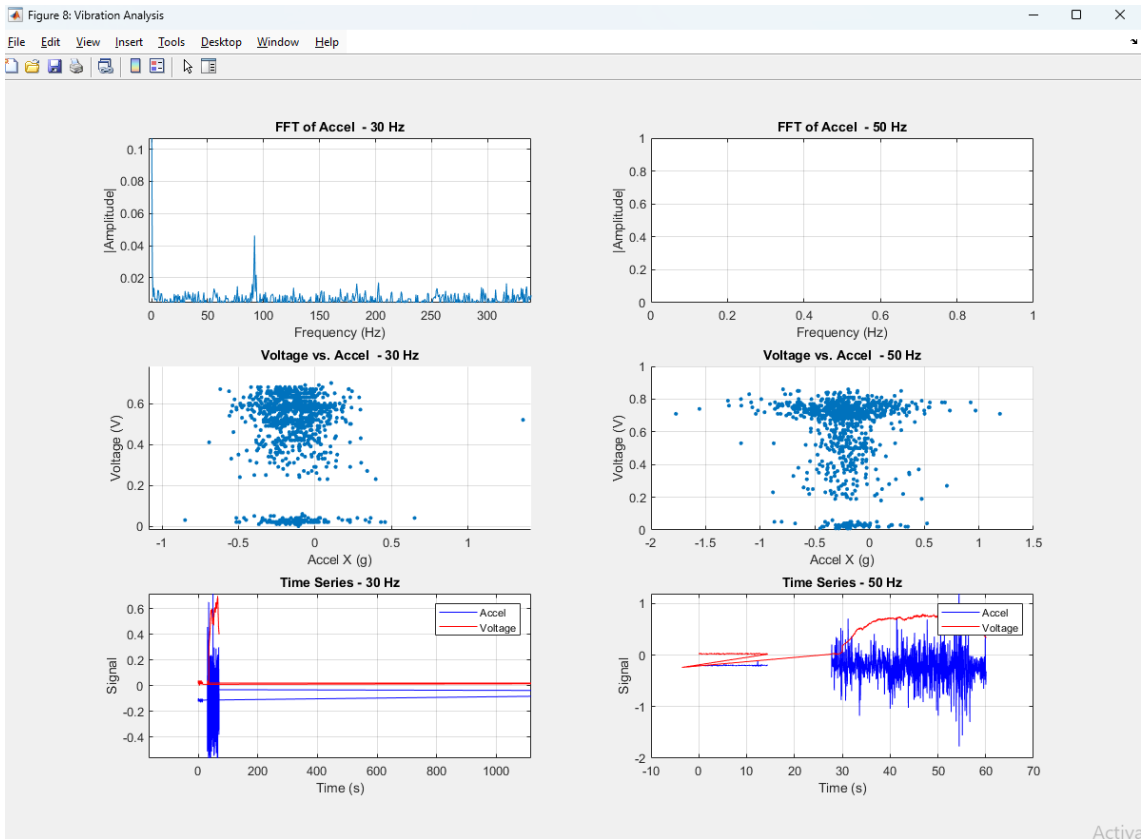 Figure 8: Vibration Analysis
File Edit View Insert Tools Desktop Window Help
FFT of Accel - 30 Hz
0.1
0.08
0.06
0.04
0.02
|Amplitude|
0 50 100 150 200 250 300
Frequency (Hz)
FFT of Accel - 50 Hz
1
0.8
0.6
0.4
0.2
0
|Amplitude|
0 0.2 0.4 0.6 0.8 1
Frequency (Hz)
Voltage vs. Accel - 30 Hz
0.6
0.4
0.2
0
Voltage (V)
-1 -0.5 0 0.5 1
Accel X (g)
Voltage vs. Accel - 50 Hz
1
0.8
0.6
0.4
0.2
0
Voltage (V)
-2 -1.5 -1 -0.5 0 0.5 1 1.5
Accel X (g)
Time Series - 30 Hz
0.6
0.4
0.2
0
-0.2
-0.4
Signal
Accel
Voltage
0 200 400 600 800 1000
Time (s)
Time Series - 50 Hz
1
0
-1
-2
Signal
Accel
Voltage
-10 0 10 20 30 40 50 60 70
Time (s)
Activa